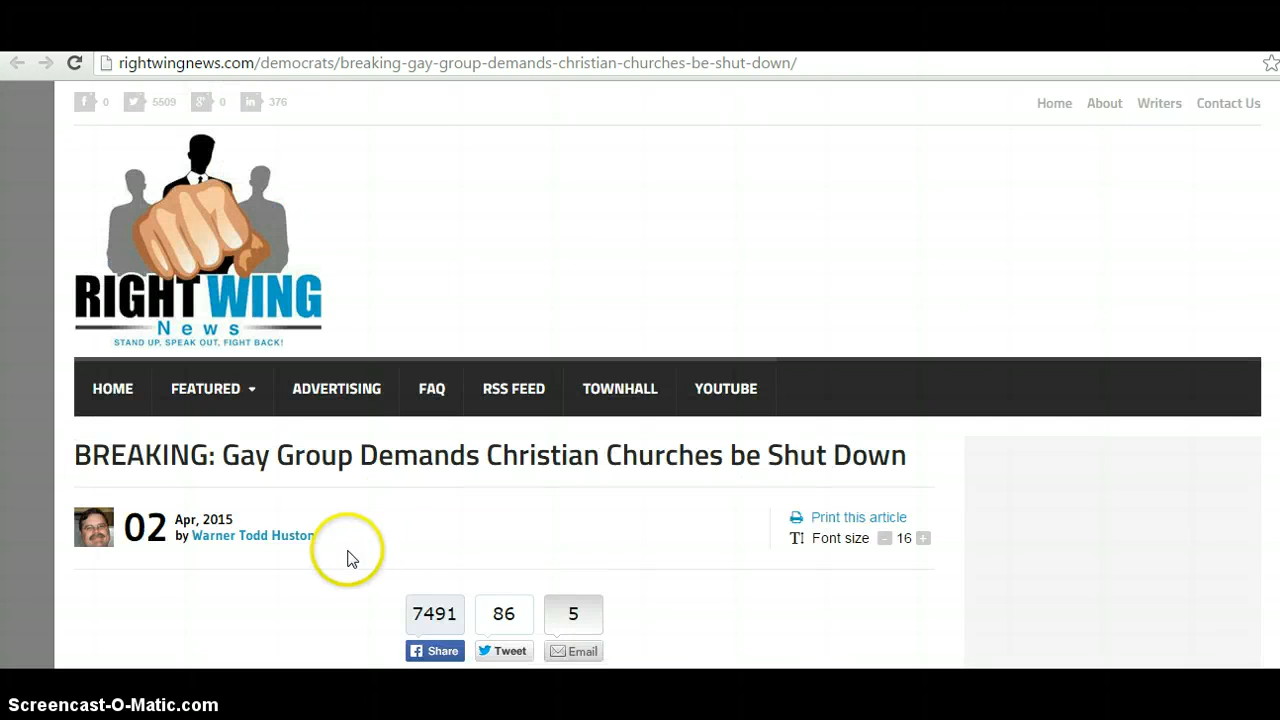 rightwingnews.com/democrats/breaking-gay-group-demands-christian-churches-be-shut-down/
0 5509 0 376
Home About Writers Contact Us
RIGHT WING
News
STAND UP, SPEAK OUT, FIGHT BACK!
HOME FEATURED ADVERTISING FAQ RSS FEED TOWNHALL YOUTUBE
BREAKING: Gay Group Demands Christian Churches be Shut Down
02 Apr, 2015
by Warner Todd Huston
Print this article
Font size - 16 +
7491 86 5
Share Tweet Email
Screencast-O-Matic.com